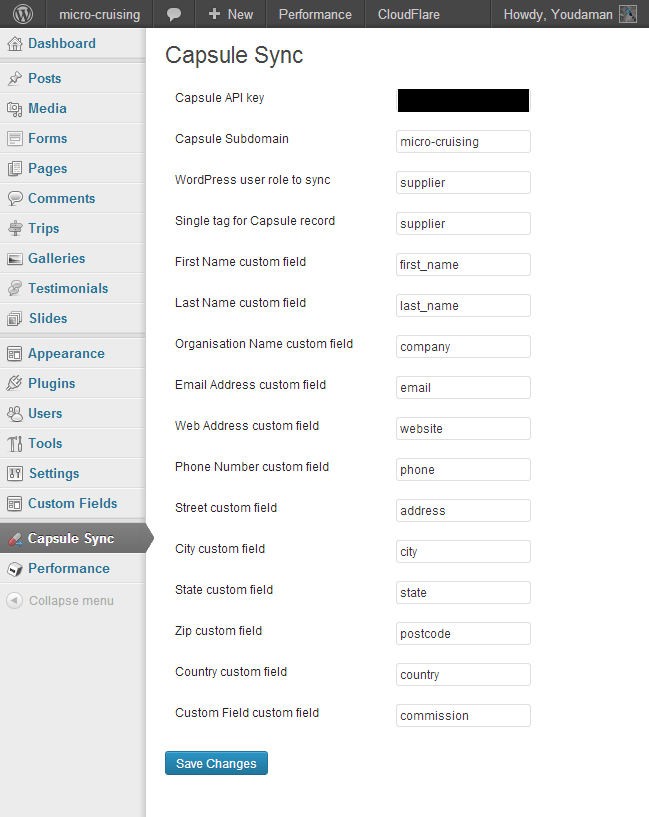 micro-cruising + New Performance CloudFlare Howdy, Youdaman
Dashboard
Posts
Media
Forms
Pages
Comments
Trips
Galleries
Testimonials
Slides
Appearance
Plugins
Users
Tools
Settings
Custom Fields
Capsule Sync
Performance
Collapse menu
Capsule Sync
Capsule API key
Capsule Subdomain micro-cruising
WordPress user role to sync supplier
Single tag for Capsule record supplier
First Name custom field first_name
Last Name custom field last_name
Organisation Name custom field company
Email Address custom field email
Web Address custom field website
Phone Number custom field phone
Street custom field address
City custom field city
State custom field state
Zip custom field postcode
Country custom field country
Custom Field custom field commission
Save Changes